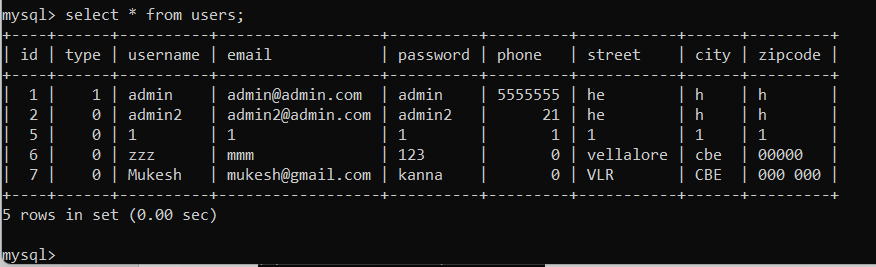 mysql> select * from users;
+----+------+----------+------------------+----------+---------+-----------+------+---------+
| id | type | username | email            | password | phone   | street    | city | zipcode |
+----+------+----------+------------------+----------+---------+-----------+------+---------+
|  1 |    1 | admin    | admin@admin.com  | admin    | 5555555 | he        | h    | h       |
|  2 |    0 | admin2   | admin2@admin.com | admin2   |      21 | he        | h    | h       |
|  5 |    0 | 1        | 1                | 1        |       1 | 1         | 1    | 1       |
|  6 |    0 | zzz      | mmm              | 123      |       0 | vellalore | cbe  | 00000   |
|  7 |    0 | Mukesh   | mukesh@gmail.com | kanna    |       0 | VLR       | CBE  | 000 000 |
+----+------+----------+------------------+----------+---------+-----------+------+---------+
5 rows in set (0.00 sec)
mysql>